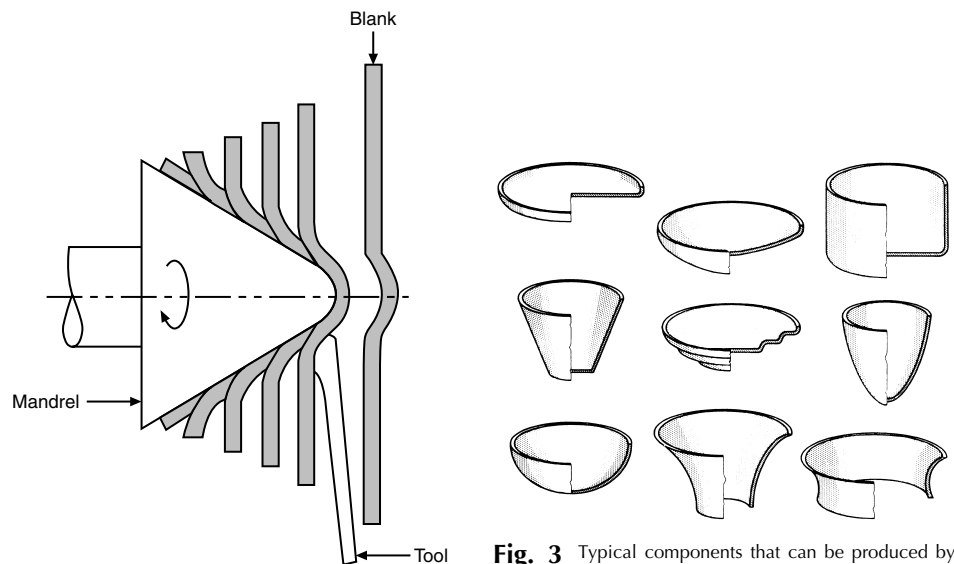 Blank
Mandrel
Tool
Fig. 3 Typical components that can be produced by